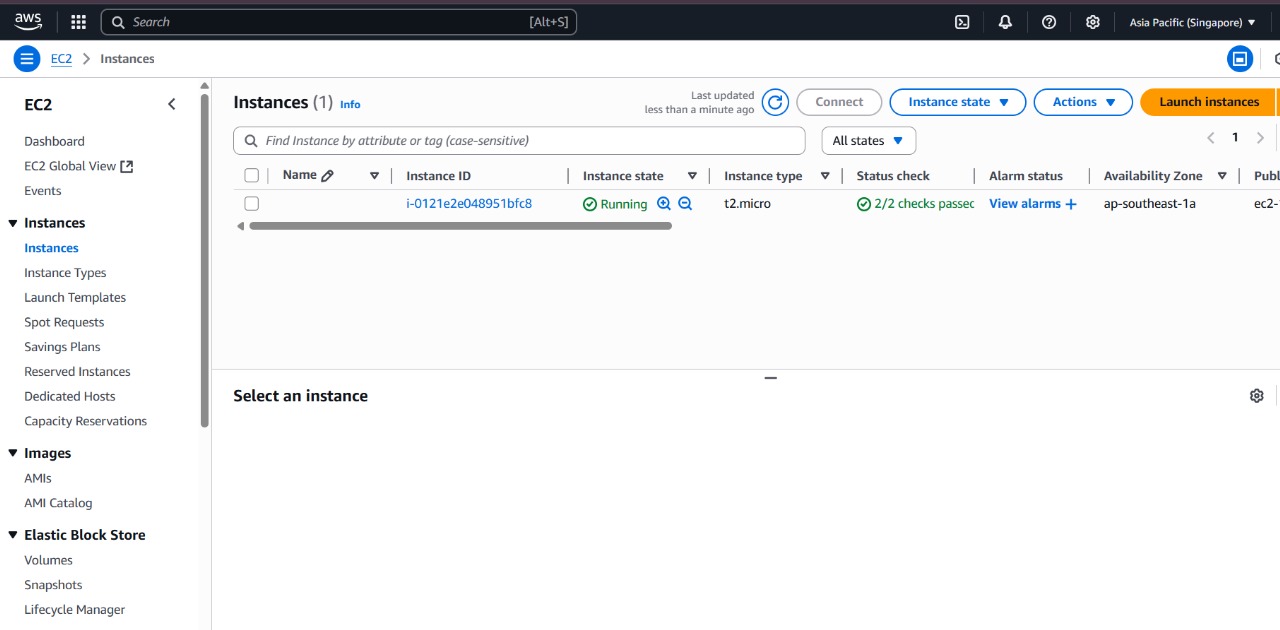 aws
Search [Alt+S]
Asia Pacific (Singapore)
EC2 Instances
EC2
Dashboard
EC2 Global View
Events
Instances
Instances
Instance Types
Launch Templates
Spot Requests
Savings Plans
Reserved Instances
Dedicated Hosts
Capacity Reservations
Images
AMIs
AMI Catalog
Elastic Block Store
Volumes
Snapshots
Lifecycle Manager
Instances (1) Info
Last updated
less than a minute ago
Connect
Instance state
Actions
Launch instances
Find Instance by attribute or tag (case-sensitive)
All states
1
Name Instance ID Instance state Instance type Status check Alarm status Availability Zone Publ
i-0121e2e048951bfc8 Running t2.micro 2/2 checks passec View alarms + ap-southeast-1a ec2-
Select an instance